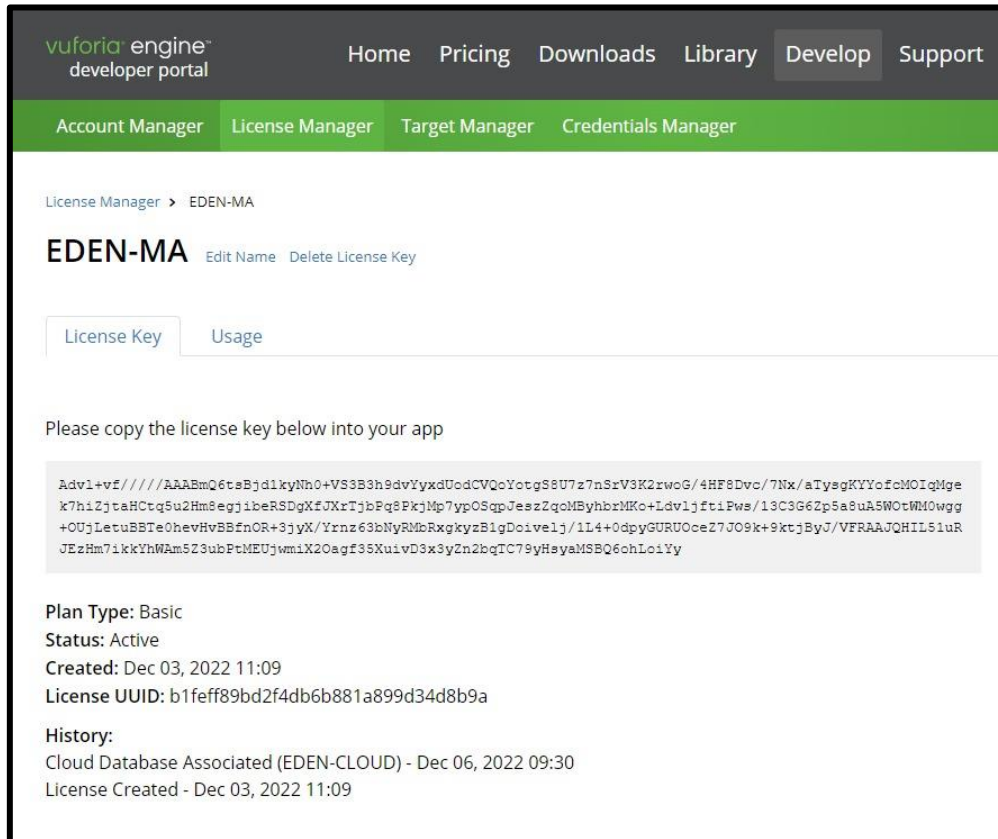 vuforia engine™
developer portal
Home Pricing Downloads Library Develop Support
Account Manager License Manager Target Manager Credentials Manager
License Manager > EDEN-MA
EDEN-MA Edit Name Delete License Key
License Key Usage
Please copy the license key below into your app
Advl+vf/////AAABmQ6tsBjdlkyNh0+VS3B3h9dvYyxdUodCVQoYotgS8U7z7nSrV3K2rwoG/4HF8Dvc/7Nx/aTysgKYYofcMOIqMge
k7hiZjtaHCtq5u2Hm8egjibeRSDgXfJXrTjbPq8PkjMp7ypOSqpJeszZqoMByhbrMKo+LdvljftiPws/13C3G6Zp5a8uA5WOtWM0wgg
+OUjLetuBBTe0hevHvBBfnOR+3jyX/Yrnz63bNyRMbRxgkyzB1gDoivelj/1L4+0dpyGURUOceZ7JO9k+9ktjByJ/VFRAAJQHIL51uR
JEzHm7ikkYhWAm5Z3ubPtMEUjwmiX2Oagf35XuivD3x3yZn2bqTC79yHsyaMSBQ6ohLoiYy
Plan Type: Basic
Status: Active
Created: Dec 03, 2022 11:09
License UUID: b1feff89bd2f4db6b881a899d34d8b9a
History:
Cloud Database Associated (EDEN-CLOUD) - Dec 06, 2022 09:30
License Created - Dec 03, 2022 11:09